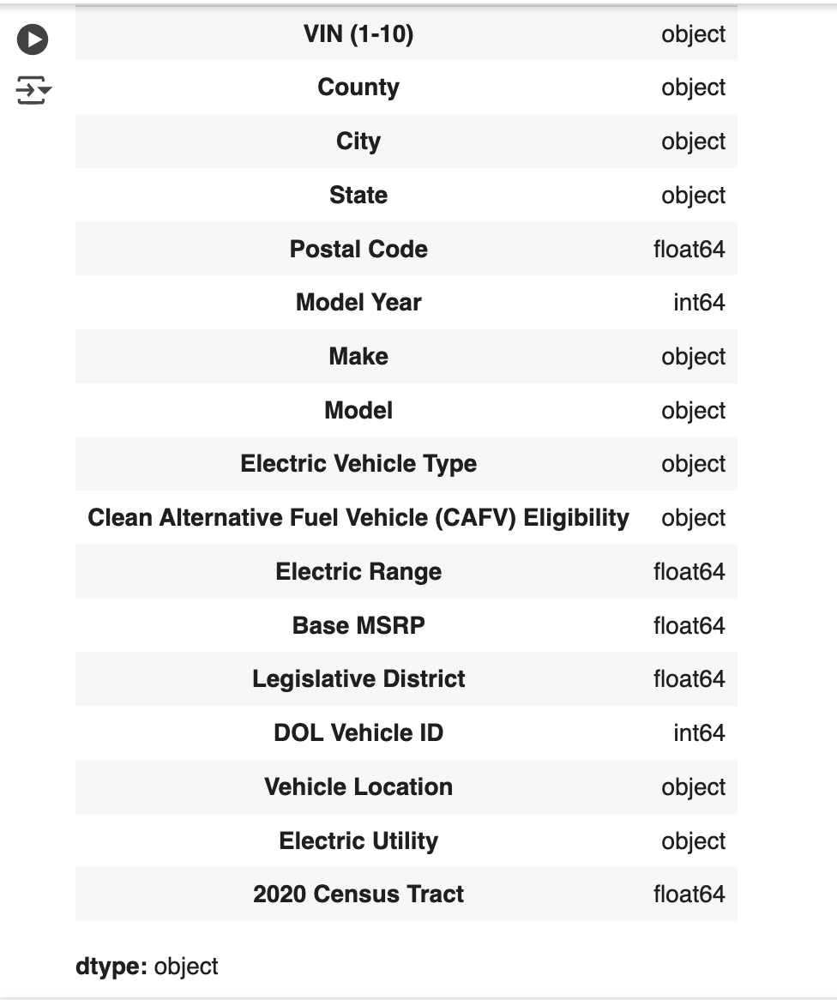 VIN (1-10) object
County object
City object
State object
Postal Code float64
Model Year int64
Make object
Model object
Electric Vehicle Type object
Clean Alternative Fuel Vehicle (CAFV) Eligibility object
Electric Range float64
Base MSRP float64
Legislative District float64
DOL Vehicle ID int64
Vehicle Location object
Electric Utility object
2020 Census Tract float64
dtype: object